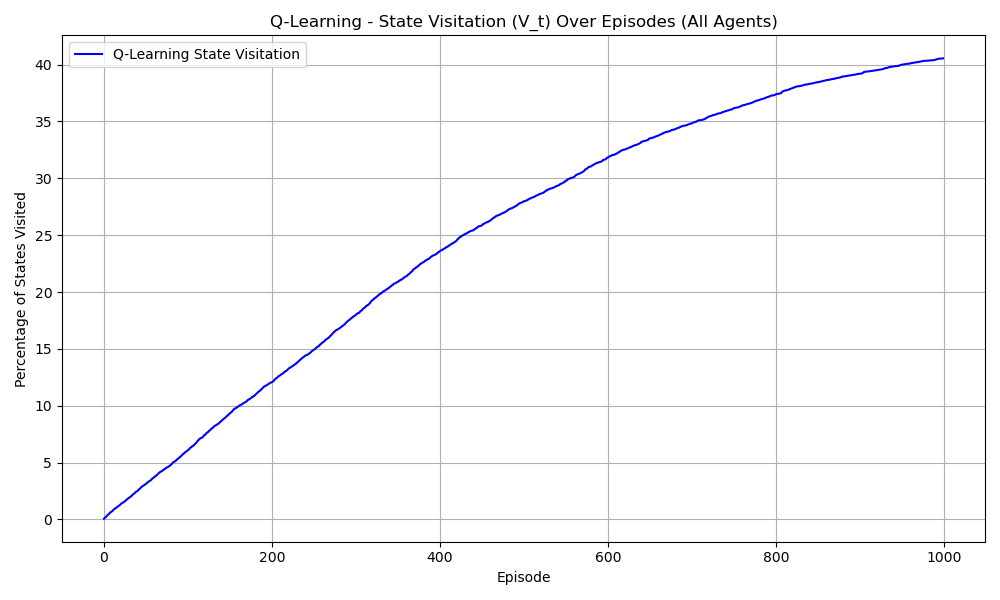 Q-Learning - State Visitation (V_t) Over Episodes (All Agents)
Q-Learning State Visitation
Percentage of States Visited
40
35
30
25
20
15
10
5
0
0 200 400 600 800 1000
Episode